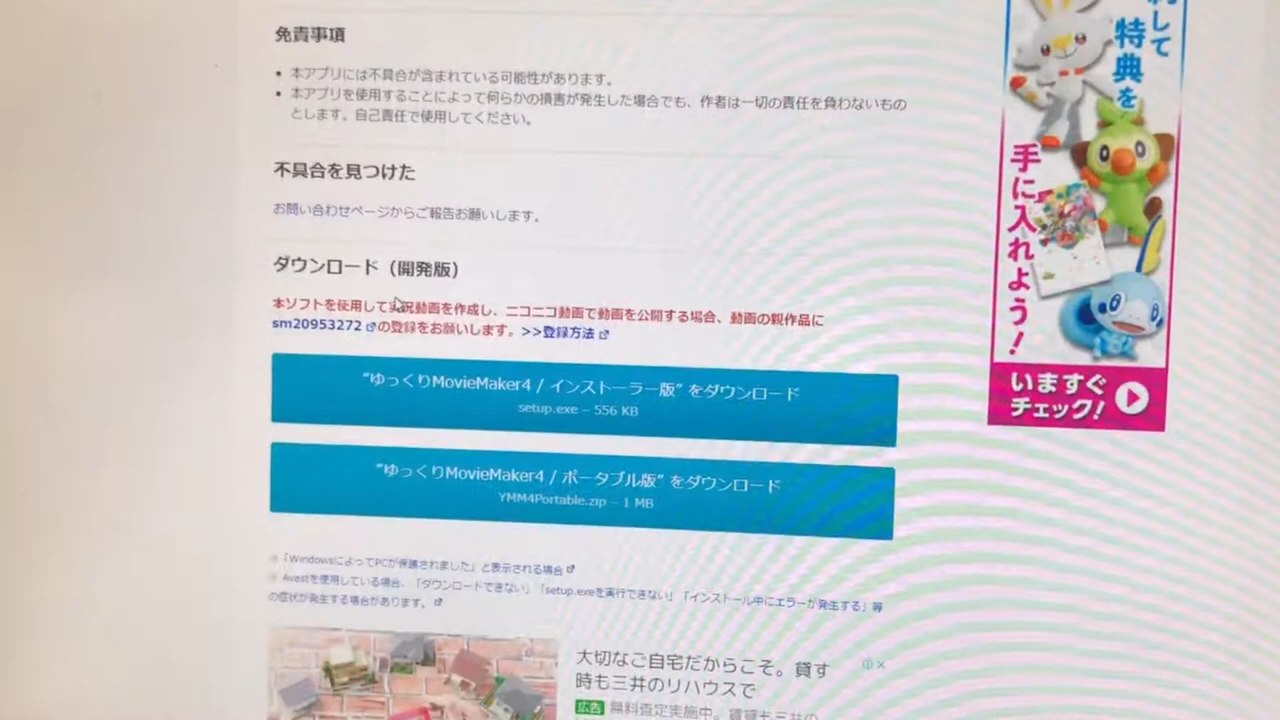 免責事項
本アプリには不具合が含まれている可能性があります。
本アプリを使用することによって何らかの損害が発生した場合でも、作者は一切の責任を負わないもの
とします。自己責任で使用してください。
不具合を見つけた
お問い合わせページからご報告お願いします。
ダウンロード（開発版）
本ソフトを使用して実況動画を作成し、ニコニコ動画で動画を公開する場合、動画の親作品に
sm20953272 の登録をお願いします。>>登録方法
“ゆっくりMovieMaker4 / インストーラー版” をダウンロード
setup.exe – 556 KB
“ゆっくりMovieMaker4 / ポータブル版” をダウンロード
YMM4Portable.zip – 1 MB
※「WindowsによってPCが保護されました」と表示される場合
※ Avastを使用している場合、「ダウンロードできない」「setup.exeを実行できない」「インストール中にエラーが発生する」等
の症状が発生する場合があります。
大切なご自宅だからこそ。貸す
時も三井のリハウスで
広告 無料査定実施中。賃貸も三井の
して
特典を
手に入れよう!
いますぐ
チェック!